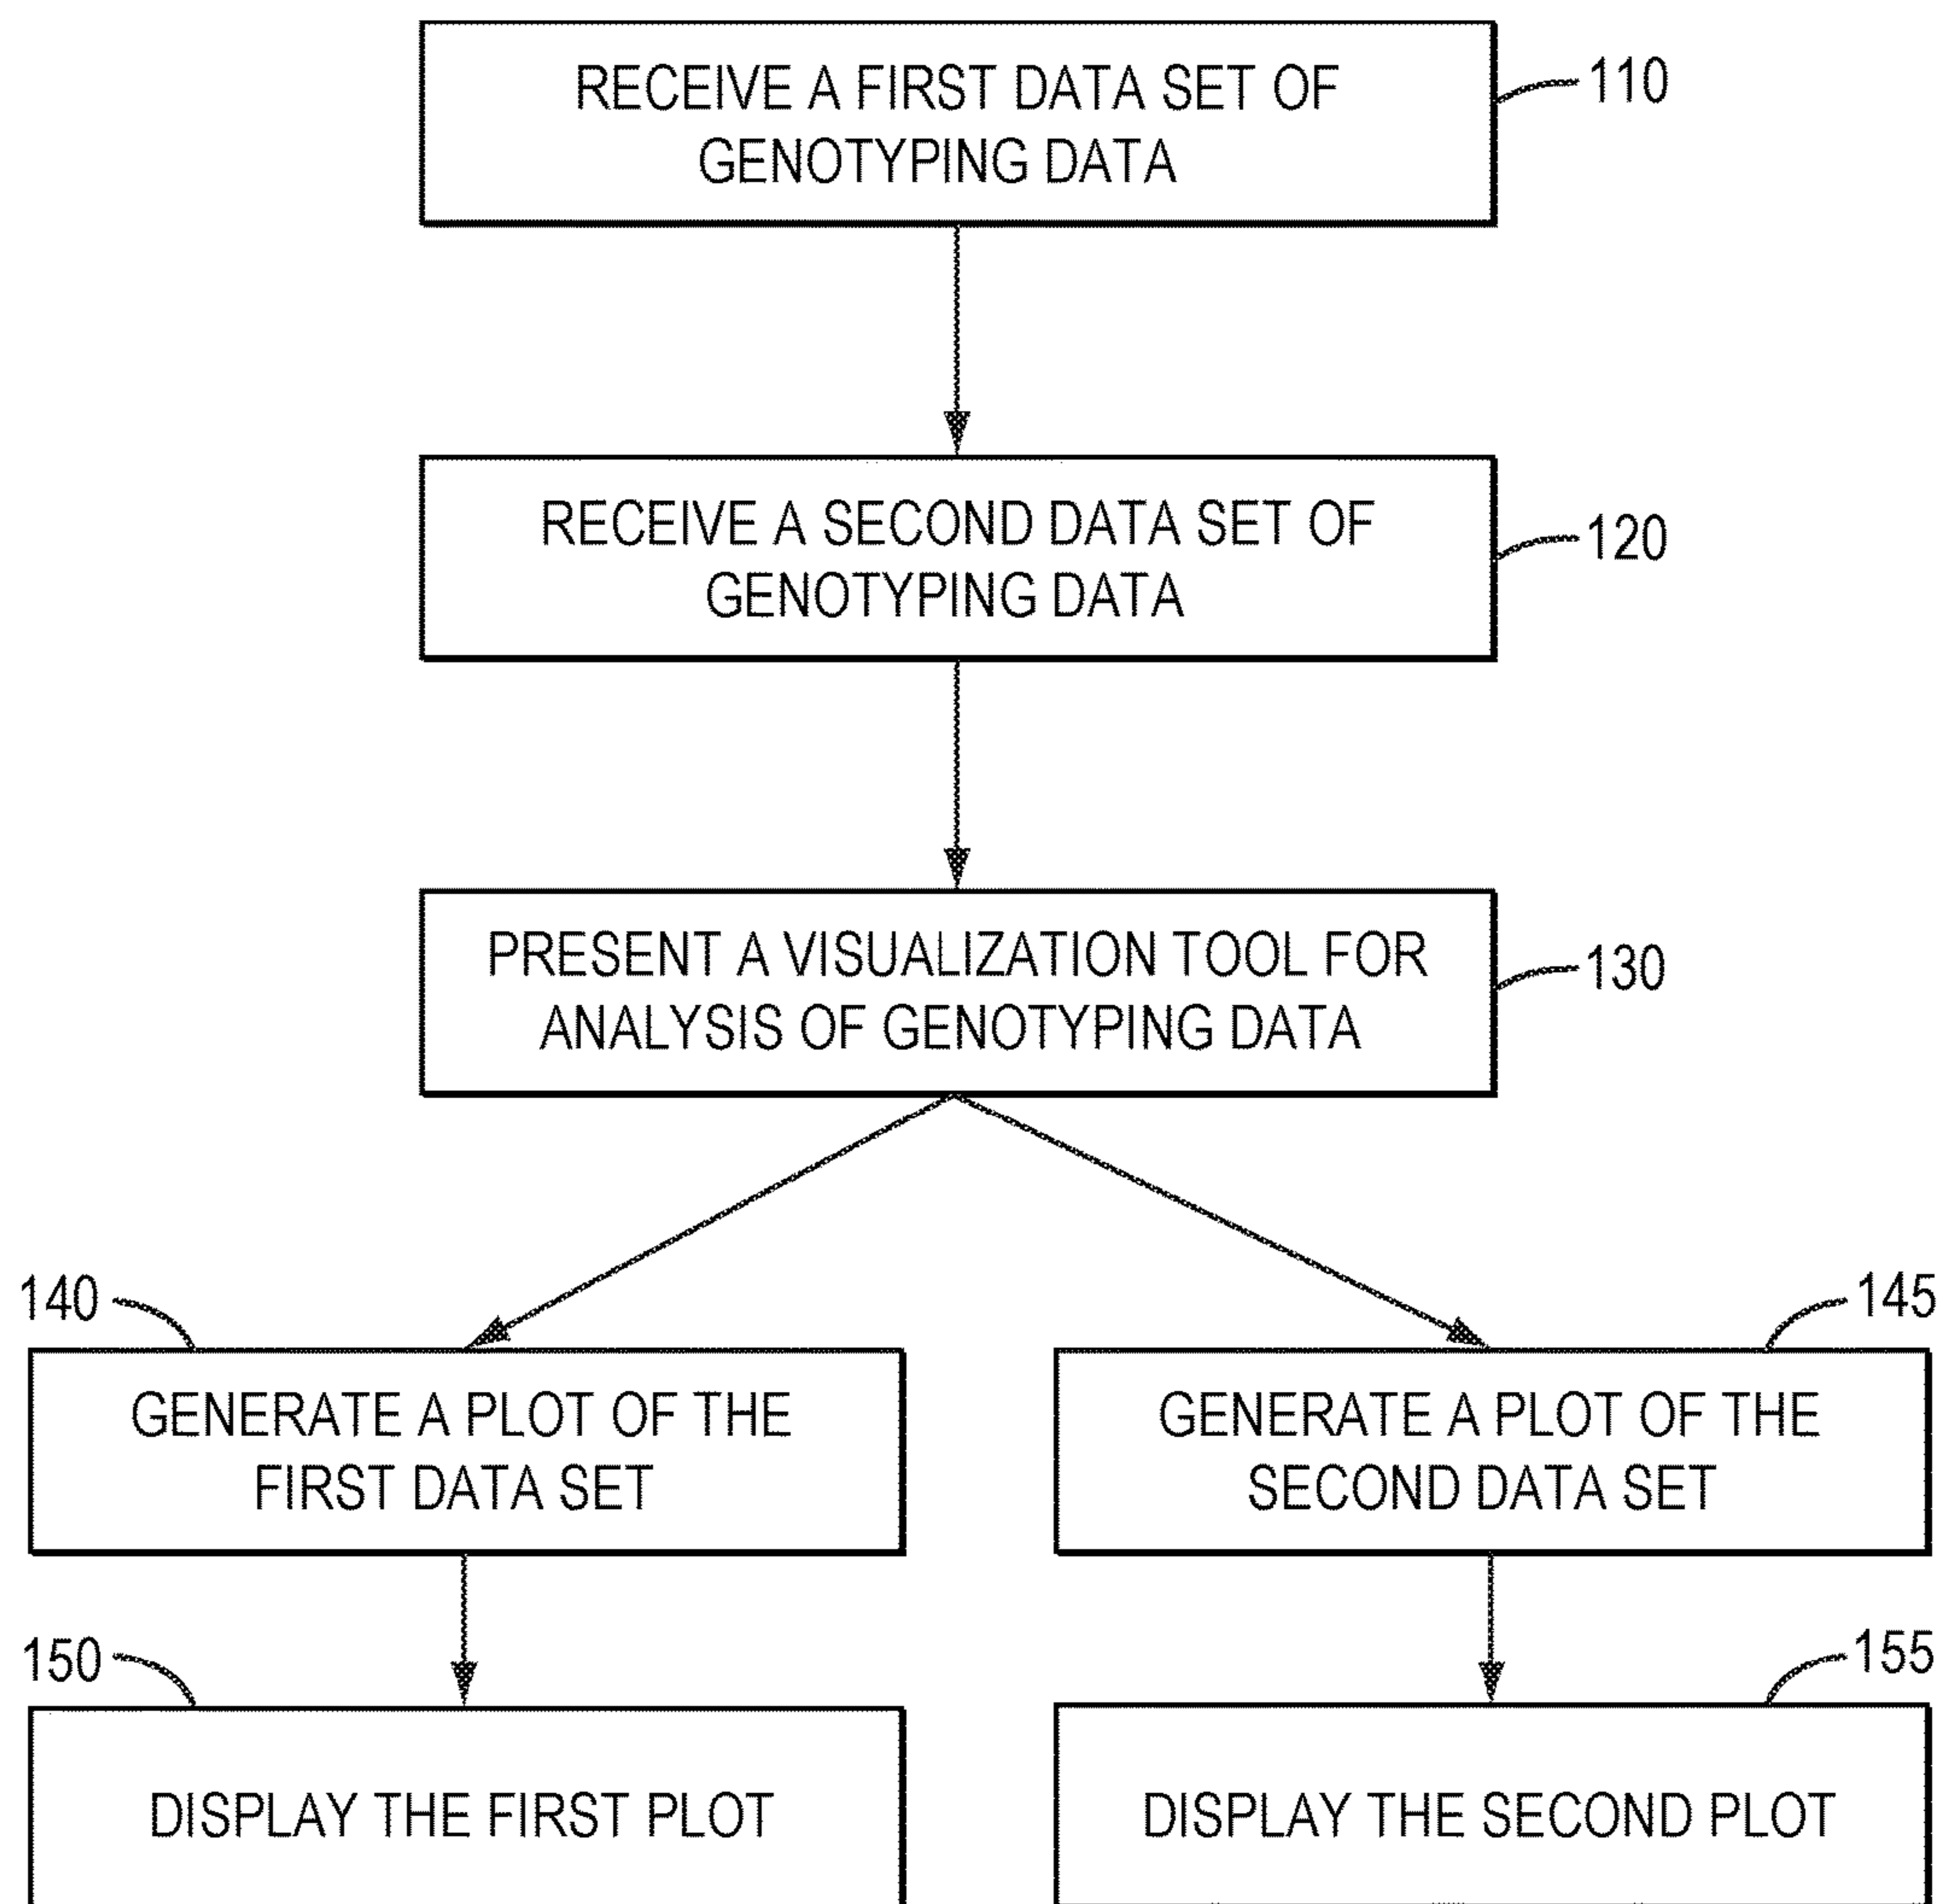 RECEIVE A FIRST DATA SET OF
GENOTYPING DATA
110
RECEIVE A SECOND DATA SET OF
GENOTYPING DATA
120
PRESENT A VISUALIZATION TOOL FOR
ANALYSIS OF GENOTYPING DATA
130
140
GENERATE A PLOT OF THE
FIRST DATA SET
145
GENERATE A PLOT OF THE
SECOND DATA SET
150
DISPLAY THE FIRST PLOT
155
DISPLAY THE SECOND PLOT